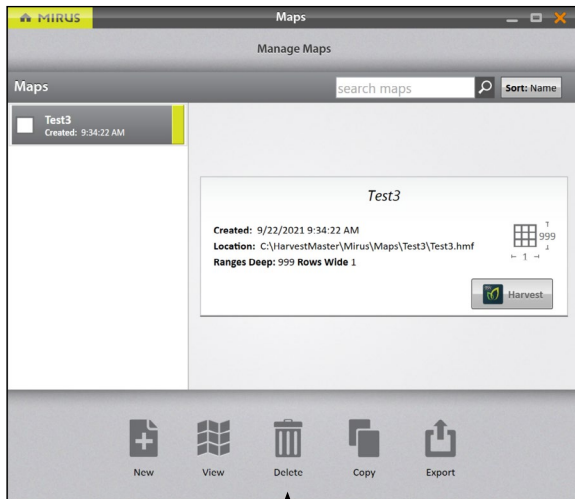 MIRUS
Maps
Manage Maps
Maps
search maps
Sort: Name
Test3
Created: 9:34:22 AM
Test3
Created: 9/22/2021 9:34:22 AM
Location: C:\HarvestMaster\Mirus\Maps\Test3\Test3.hmf
Ranges Deep: 999 Rows Wide 1
999
1
Harvest
New
View
Delete
Copy
Export